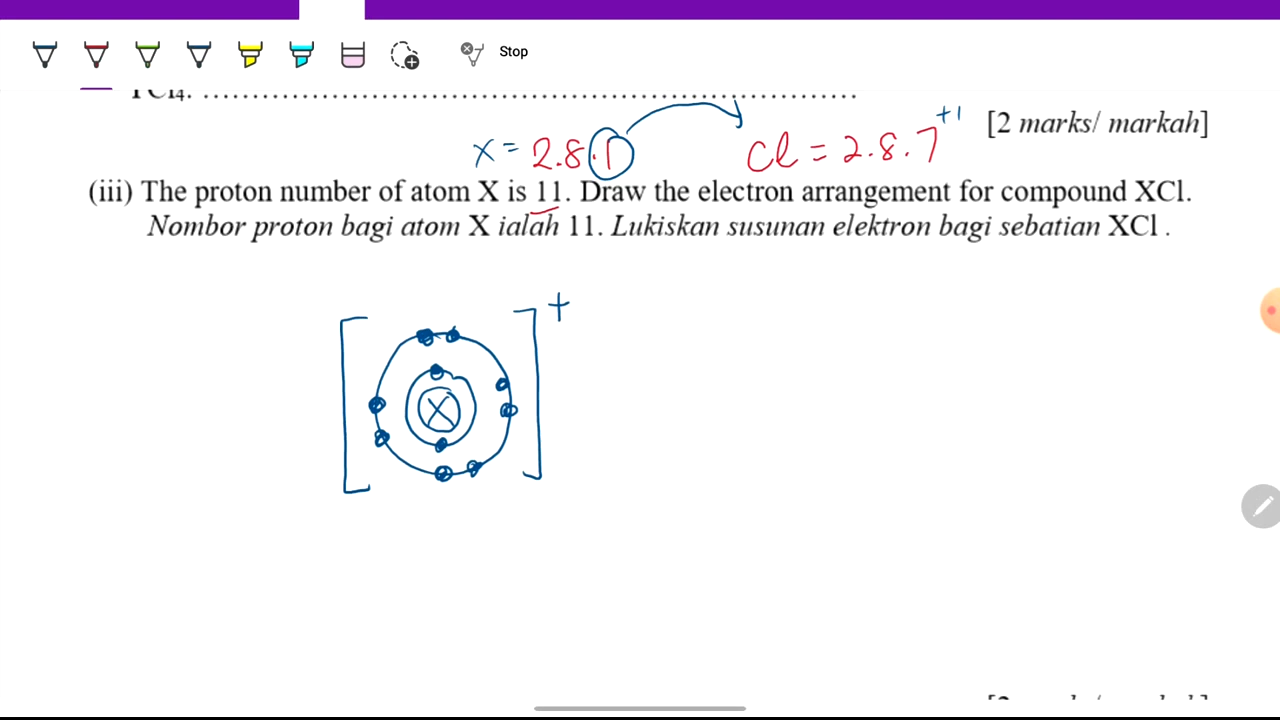 Stop
+1
[2 marks/ markah]
X = 2.8.1 Cl = 2.8.7
(iii) The proton number of atom X is 11. Draw the electron arrangement for compound XCl.
Nombor proton bagi atom X ialah 11. Lukiskan susunan elektron bagi sebatian XCl .
+
X